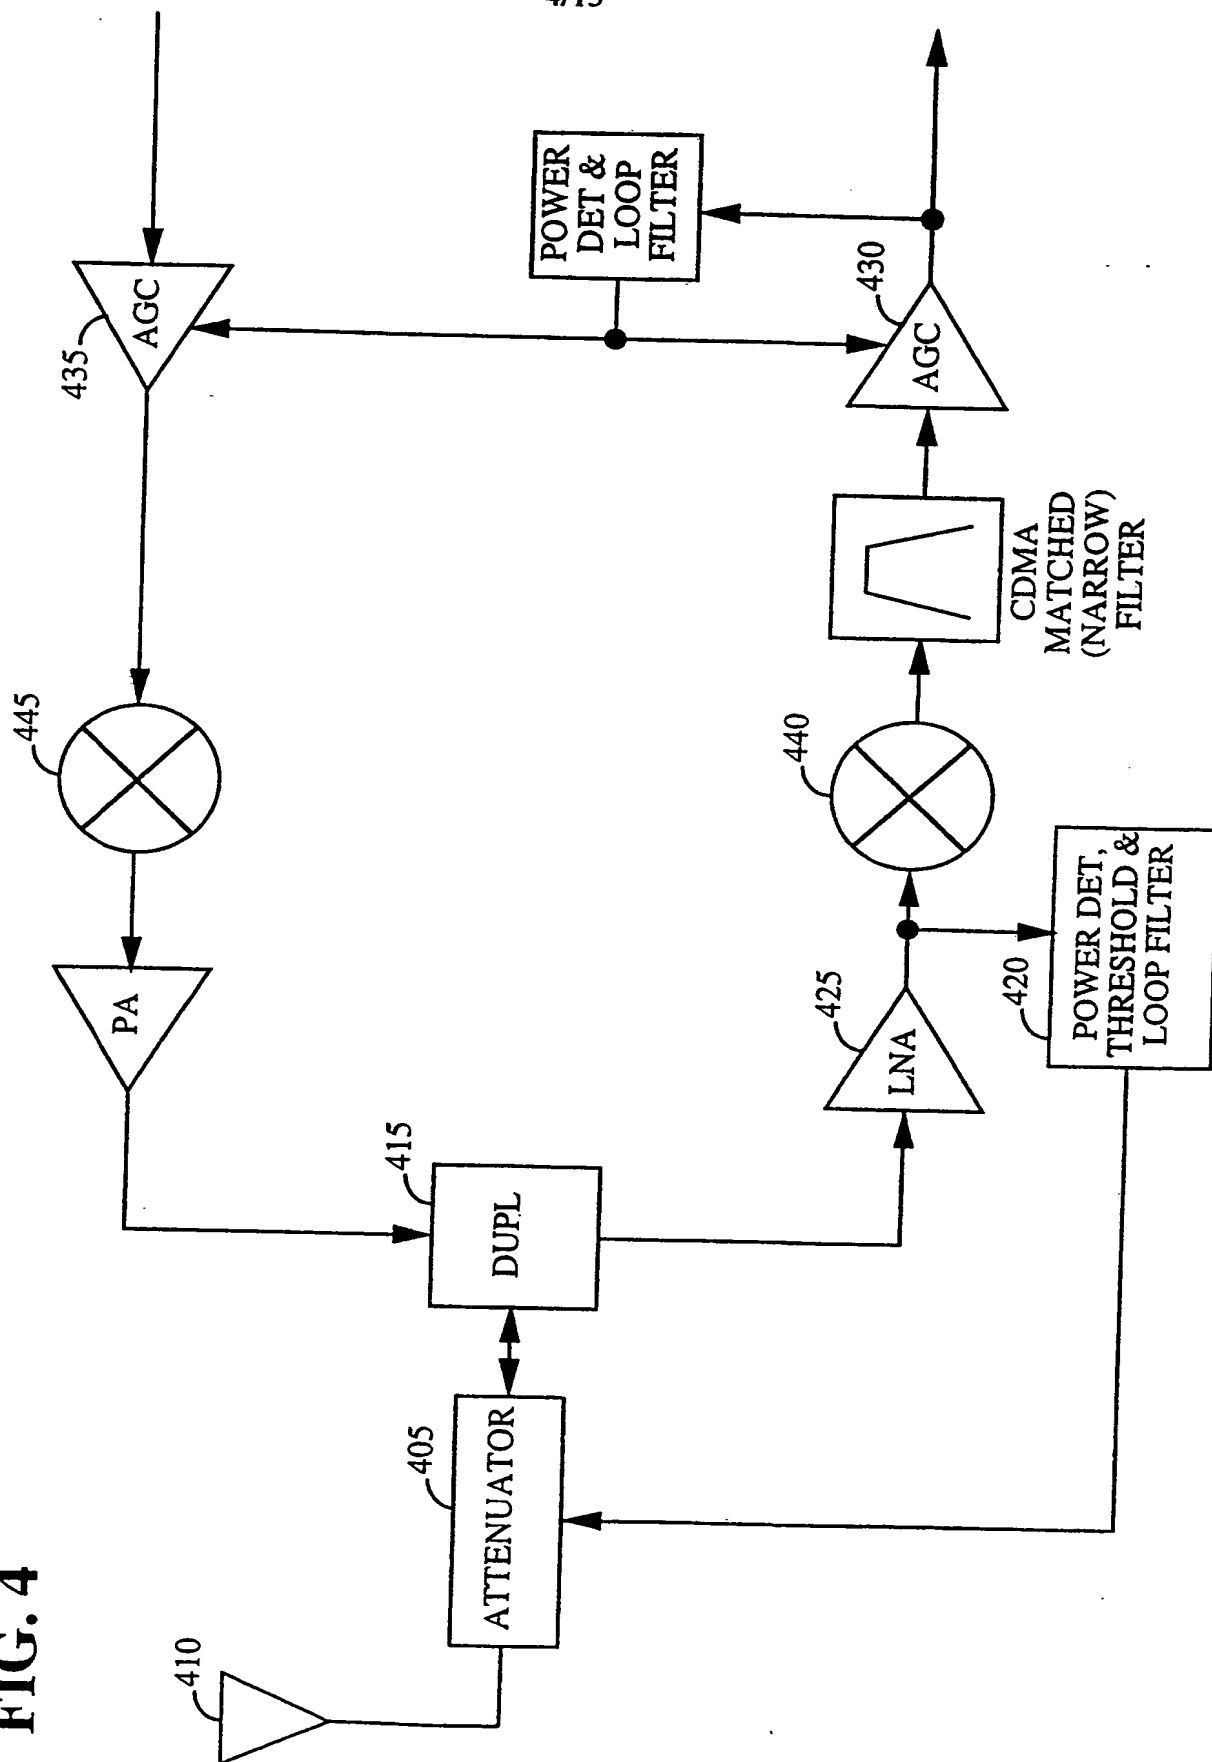 4/13
FIG. 4
410
405
ATTENUATOR
415
DUPL
PA
445
435
AGC
POWER
DET &
LOOP
FILTER
425
LNA
420
POWER DET,
THRESHOLD &
LOOP FILTER
440
CDMA
MATCHED
(NARROW)
FILTER
430
AGC